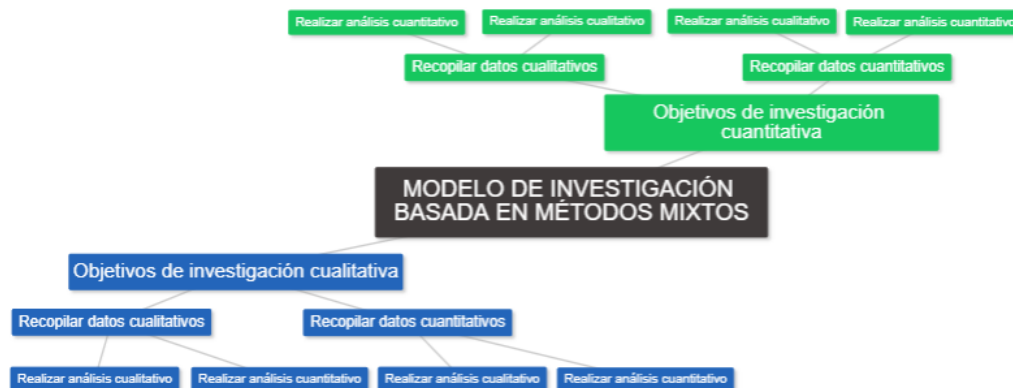 Realizar análisis cuantitativo
Realizar análisis cualitativo
Realizar análisis cualitativo
Realizar análisis cuantitativo
Recopilar datos cualitativos
Recopilar datos cuantitativos
Objetivos de investigación
cuantitativa
MODELO DE INVESTIGACIÓN
BASADA EN MÉTODOS MIXTOS
Objetivos de investigación cualitativa
Recopilar datos cualitativos
Recopilar datos cuantitativos
Realizar análisis cualitativo
Realizar análisis cuantitativo
Realizar análisis cualitativo
Realizar análisis cuantitativo